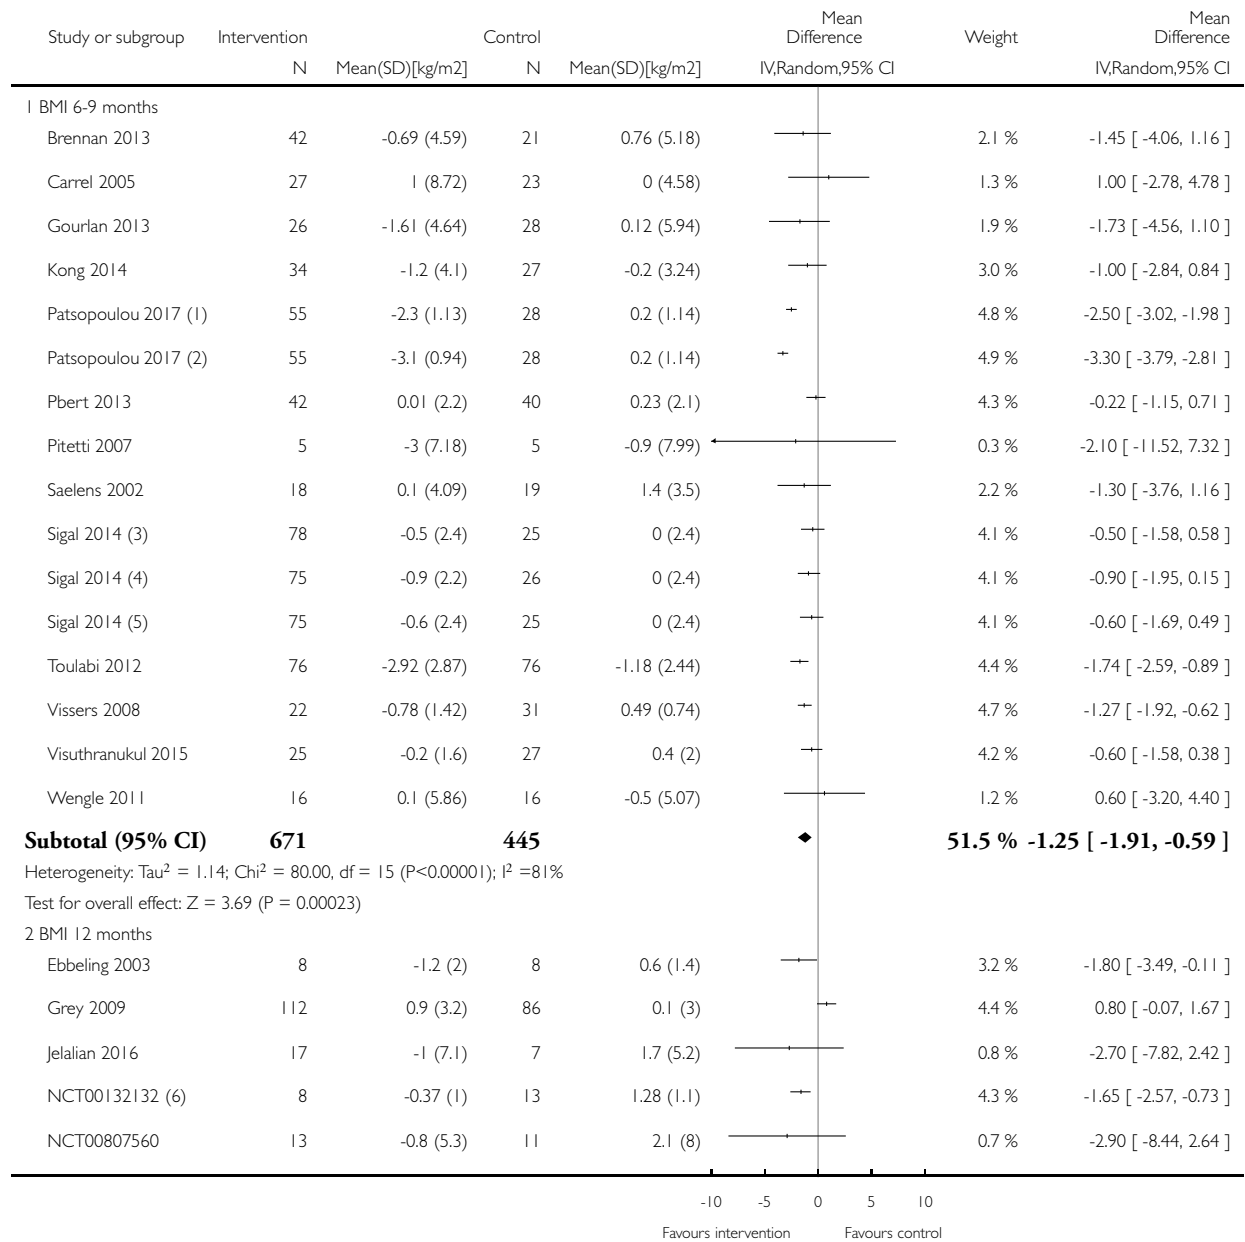 Study or subgroup Intervention Control Mean Difference Weight Mean Difference
N Mean(SD)[kg/m2] N Mean(SD)[kg/m2] IV,Random,95% CI IV,Random,95% CI
1 BMI 6-9 months
Brennan 2013 42 -0.69 (4.59) 21 0.76 (5.18) 2.1 % -1.45 [ -4.06, 1.16 ]
Carrel 2005 27 1 (8.72) 23 0 (4.58) 1.3 % 1.00 [ -2.78, 4.78 ]
Gourlan 2013 26 -1.61 (4.64) 28 0.12 (5.94) 1.9 % -1.73 [ -4.56, 1.10 ]
Kong 2014 34 -1.2 (4.1) 27 -0.2 (3.24) 3.0 % -1.00 [ -2.84, 0.84 ]
Patsopoulou 2017 (1) 55 -2.3 (1.13) 28 0.2 (1.14) 4.8 % -2.50 [ -3.02, -1.98 ]
Patsopoulou 2017 (2) 55 -3.1 (0.94) 28 0.2 (1.14) 4.9 % -3.30 [ -3.79, -2.81 ]
Pbert 2013 42 0.01 (2.2) 40 0.23 (2.1) 4.3 % -0.22 [ -1.15, 0.71 ]
Pitetti 2007 5 -3 (7.18) 5 -0.9 (7.99) 0.3 % -2.10 [ -11.52, 7.32 ]
Saelens 2002 18 0.1 (4.09) 19 1.4 (3.5) 2.2 % -1.30 [ -3.76, 1.16 ]
Sigal 2014 (3) 78 -0.5 (2.4) 25 0 (2.4) 4.1 % -0.50 [ -1.58, 0.58 ]
Sigal 2014 (4) 75 -0.9 (2.2) 26 0 (2.4) 4.1 % -0.90 [ -1.95, 0.15 ]
Sigal 2014 (5) 75 -0.6 (2.4) 25 0 (2.4) 4.1 % -0.60 [ -1.69, 0.49 ]
Toulabi 2012 76 -2.92 (2.87) 76 -1.18 (2.44) 4.4 % -1.74 [ -2.59, -0.89 ]
Vissers 2008 22 -0.78 (1.42) 31 0.49 (0.74) 4.7 % -1.27 [ -1.92, -0.62 ]
Visuthranukul 2015 25 -0.2 (1.6) 27 0.4 (2) 4.2 % -0.60 [ -1.58, 0.38 ]
Wengle 2011 16 0.1 (5.86) 16 -0.5 (5.07) 1.2 % 0.60 [ -3.20, 4.40 ]
Subtotal (95% CI) 671 445 51.5 % -1.25 [ -1.91, -0.59 ]
Heterogeneity: Tau² = 1.14; Chi² = 80.00, df = 15 (P<0.00001); I² =81%
Test for overall effect: Z = 3.69 (P = 0.00023)
2 BMI 12 months
Ebbeling 2003 8 -1.2 (2) 8 0.6 (1.4) 3.2 % -1.80 [ -3.49, -0.11 ]
Grey 2009 112 0.9 (3.2) 86 0.1 (3) 4.4 % 0.80 [ -0.07, 1.67 ]
Jelalian 2016 17 -1 (7.1) 7 1.7 (5.2) 0.8 % -2.70 [ -7.82, 2.42 ]
NCT00132132 (6) 8 -0.37 (1) 13 1.28 (1.1) 4.3 % -1.65 [ -2.57, -0.73 ]
NCT00807560 13 -0.8 (5.3) 11 2.1 (8) 0.7 % -2.90 [ -8.44, 2.64 ]
-10 -5 0 5 10
Favours intervention Favours control